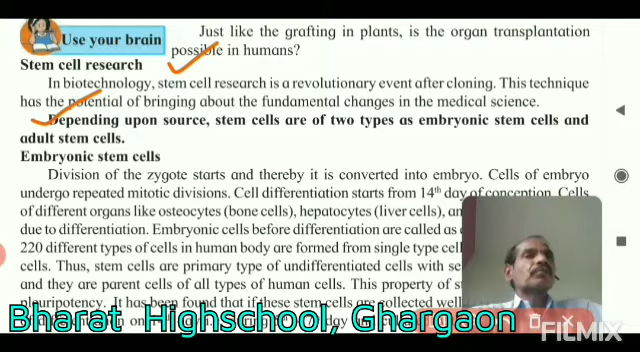 Use your brain
Just like the grafting in plants, is the organ transplantation
possible in humans?
Stem cell research
In biotechnology, stem cell research is a revolutionary event after cloning. This technique
has the potential of bringing about the fundamental changes in the medical science.
Depending upon source, stem cells are of two types as embryonic stem cells and
adult stem cells.
Embryonic stem cells
Division of the zygote starts and thereby it is converted into embryo. Cells of embryo
undergo repeated mitotic divisions. Cell differentiation starts from 14th day of conception. Cells
of different organs like osteocytes (bone cells), hepatocytes (liver cells), an
due to differentiation. Embryonic cells before differentiation are called as
220 different types of cells in human body are formed from single type cel
cells. Thus, stem cells are primary type of undifferentiated cells with se
and they are parent cells of all types of human cells. This property of s
pluripotency. It has been found that if these stem cells are collected well
Bharat Highschool, Ghargaon
FLIXMIX